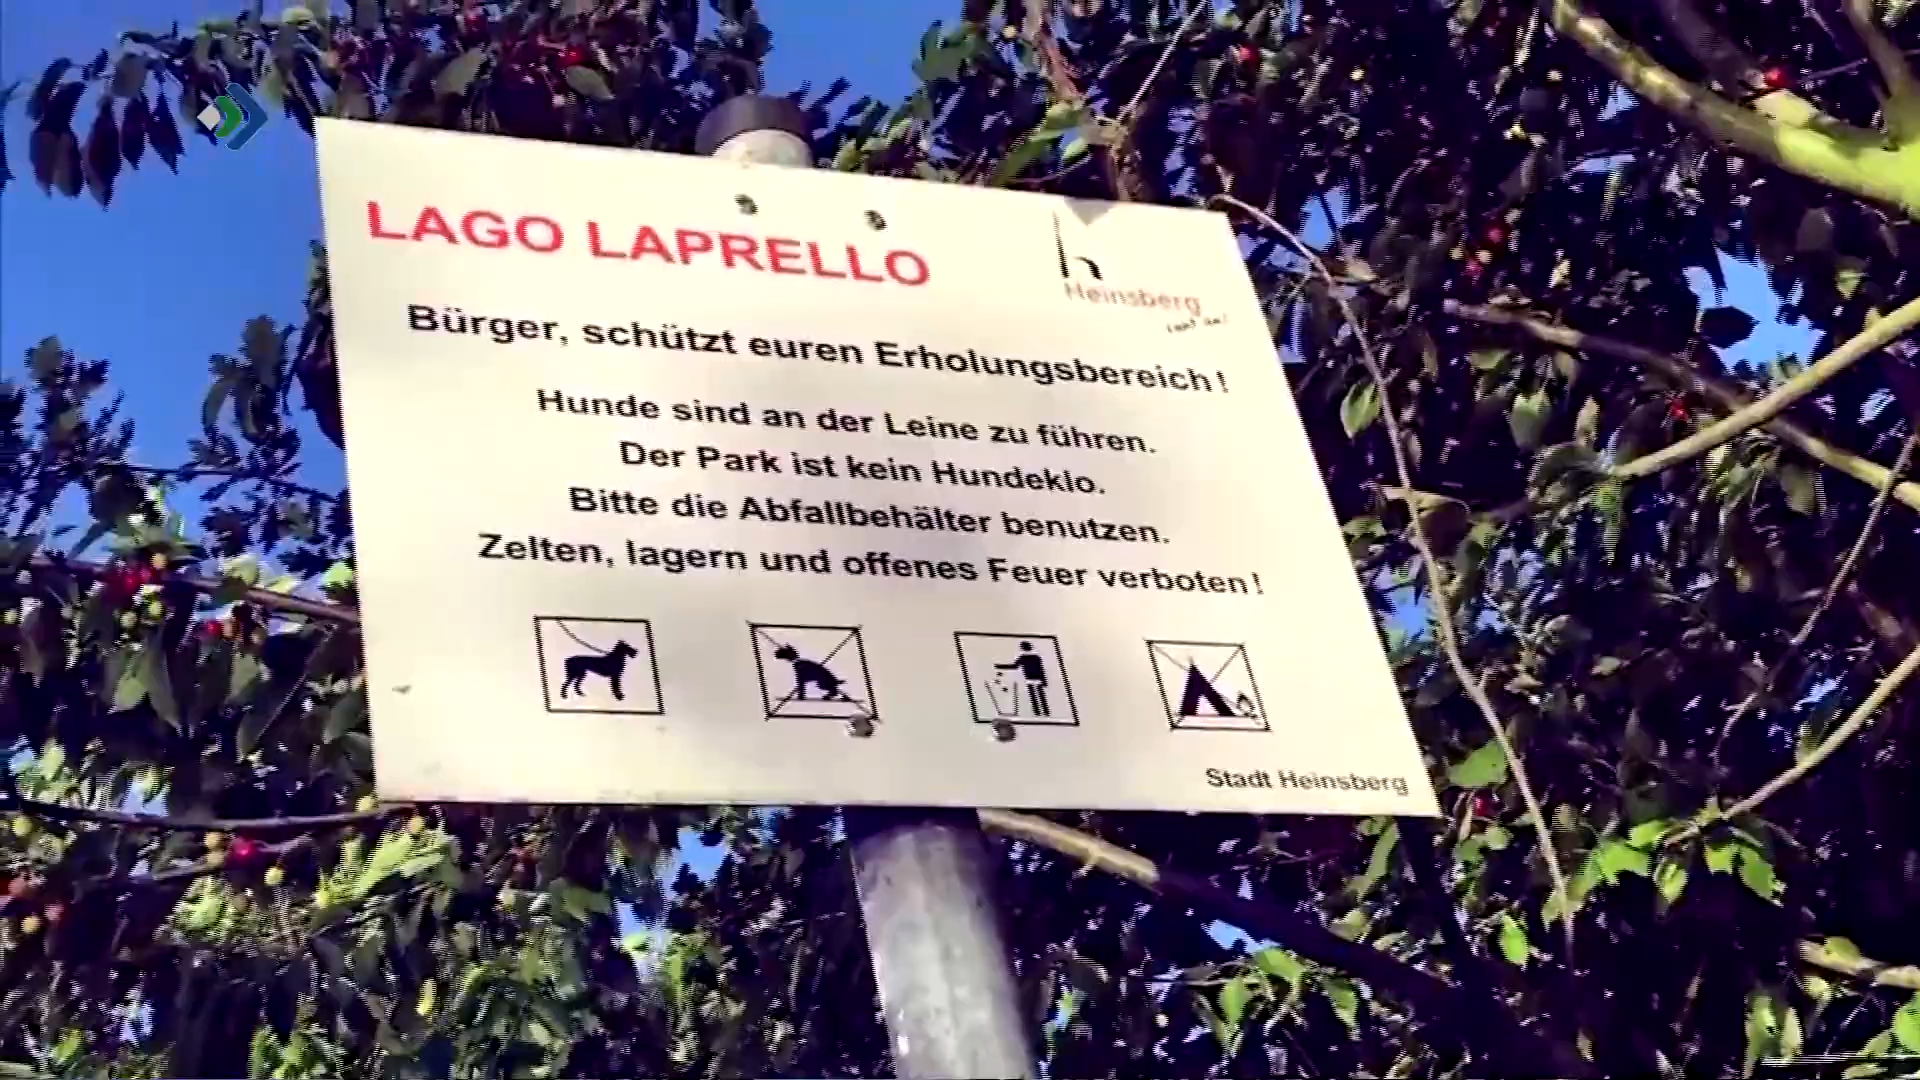 LAGO LAPRELLO
Heinsberg
Bürger, schützt euren Erholungsbereich!
Hunde sind an der Leine zu führen.
Der Park ist kein Hundeklo.
Bitte die Abfallbehälter benutzen.
Zelten, lagern und offenes Feuer verboten!
Stadt Heinsberg